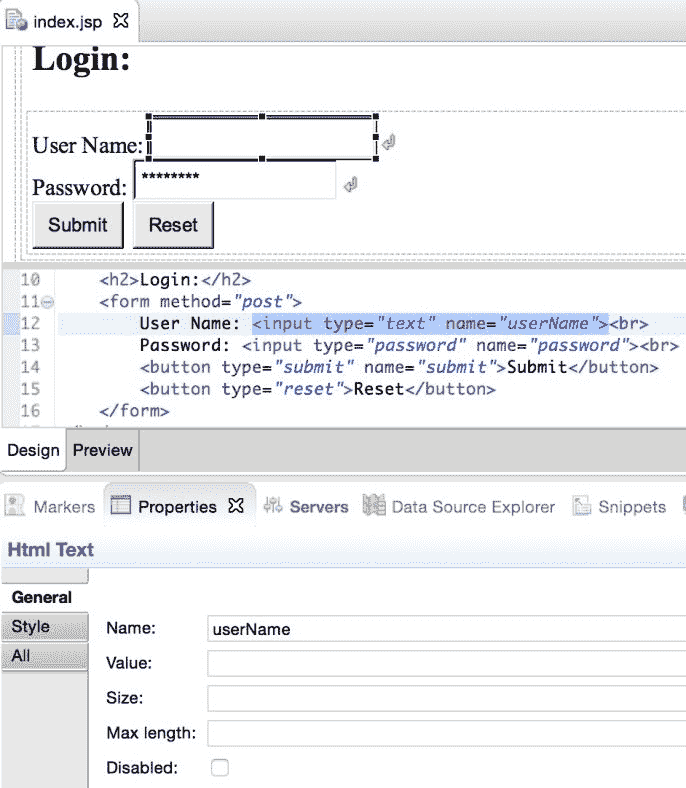 index.jsp
Login:
User Name:
Password: ********
Submit Reset
10 <h2>Login:</h2>
11 <form method="post">
12 User Name: <input type="text" name="userName"><br>
13 Password: <input type="password" name="password"><br>
14 <button type="submit" name="submit">Submit</button>
15 <button type="reset">Reset</button>
16 </form>
Design Preview
Markers Properties Servers Data Source Explorer Snippets
Html Text
General
Style
All
Name: userName
Value:
Size:
Max length:
Disabled: